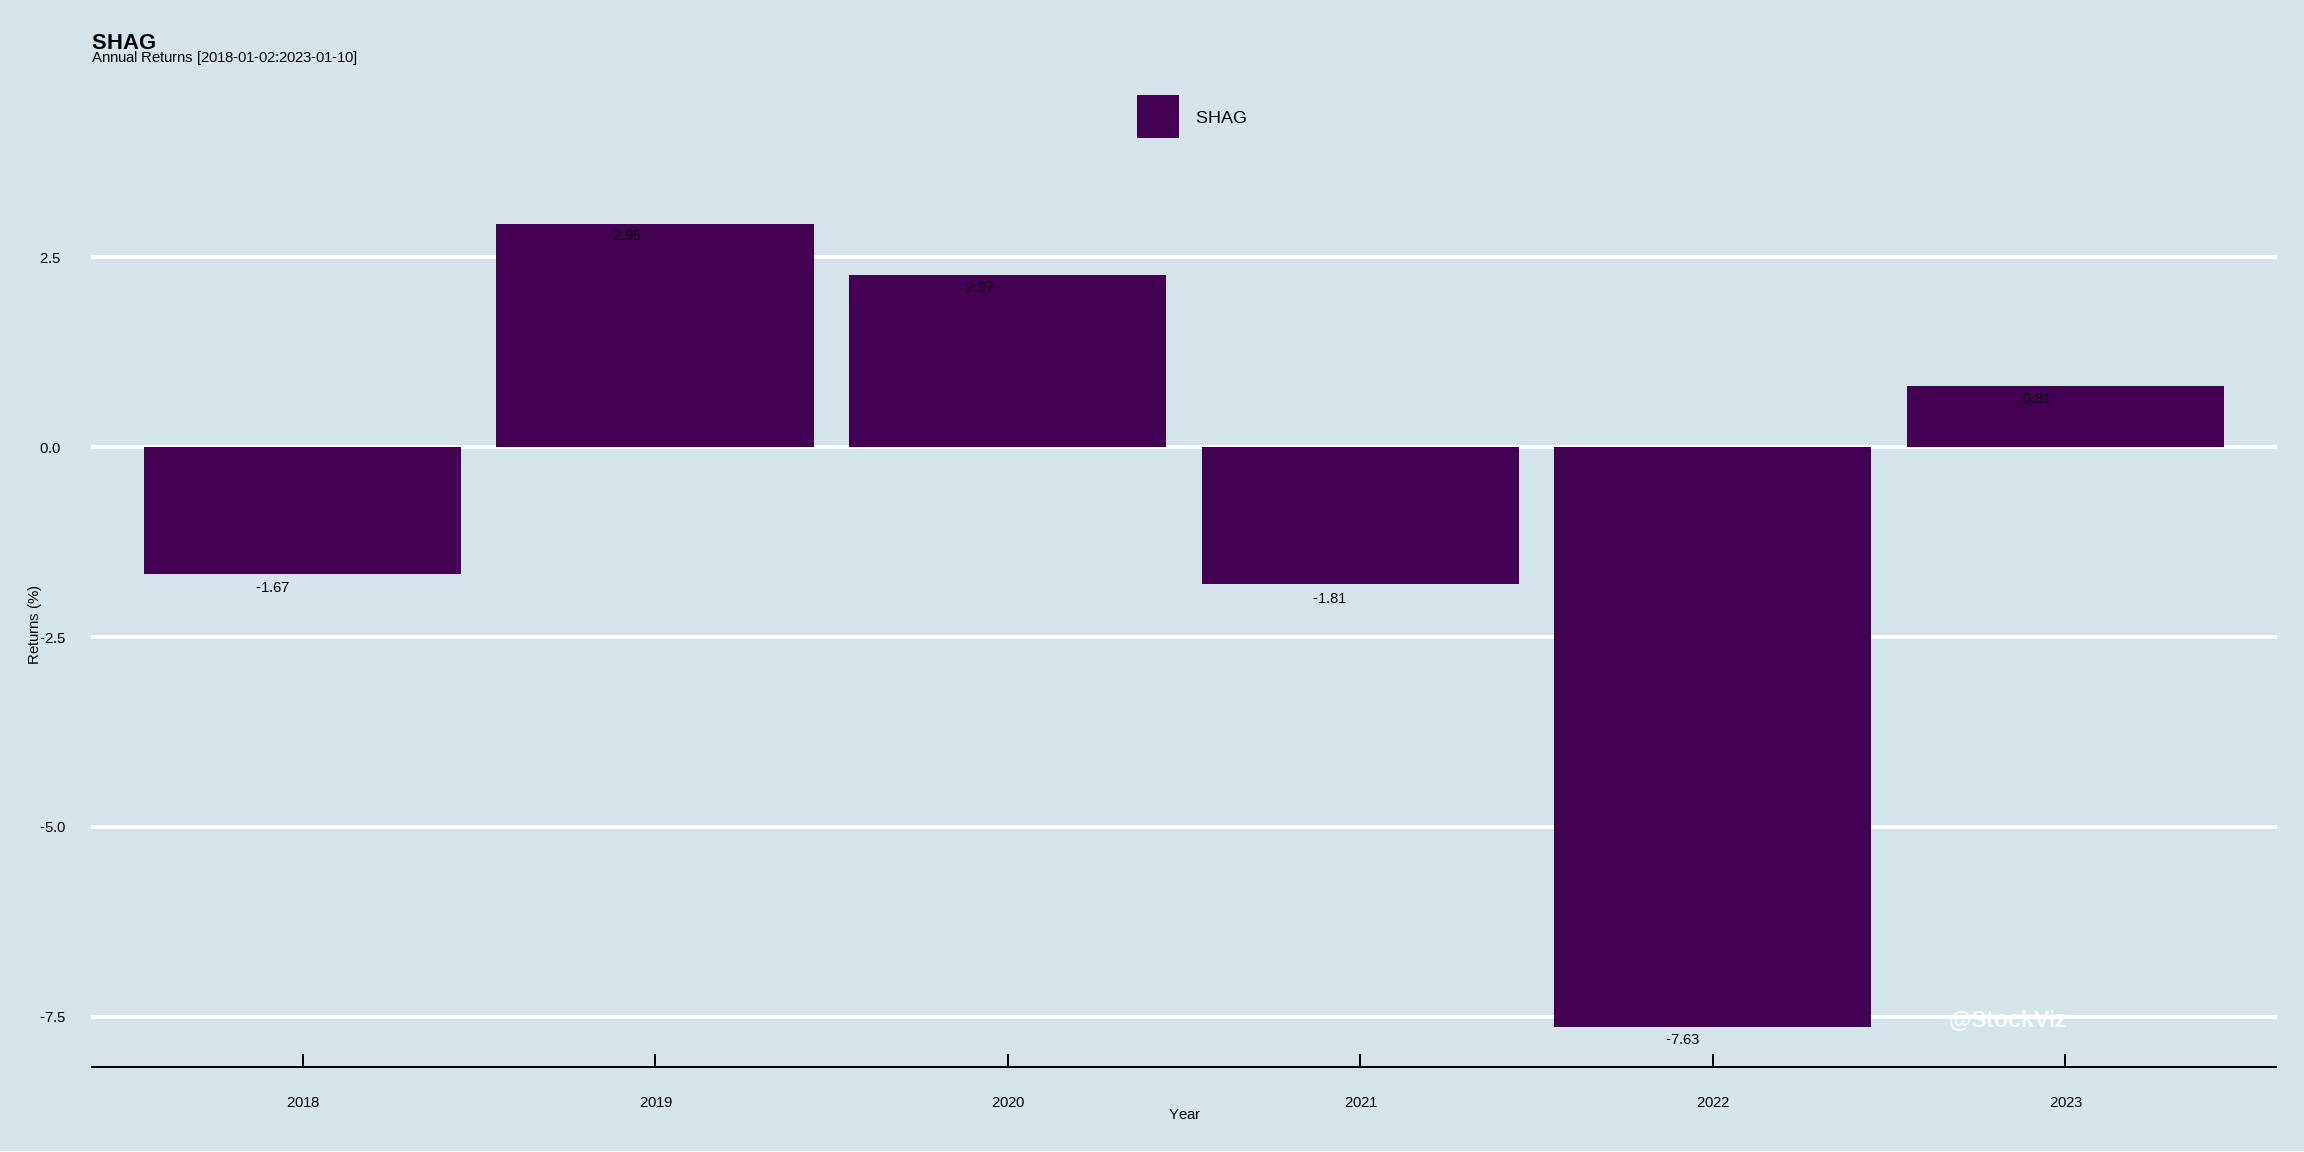 SHAG
Annual Returns [2018-01-02:2023-01-10]
SHAG
2.95
2.5
2.27
0.81
0.0
-1.67
-1.81
Returns (%)
-2.5
-5.0
-7.5
@StockViz
-7.63
2018 2019 2020 2021 2022 2023
Year